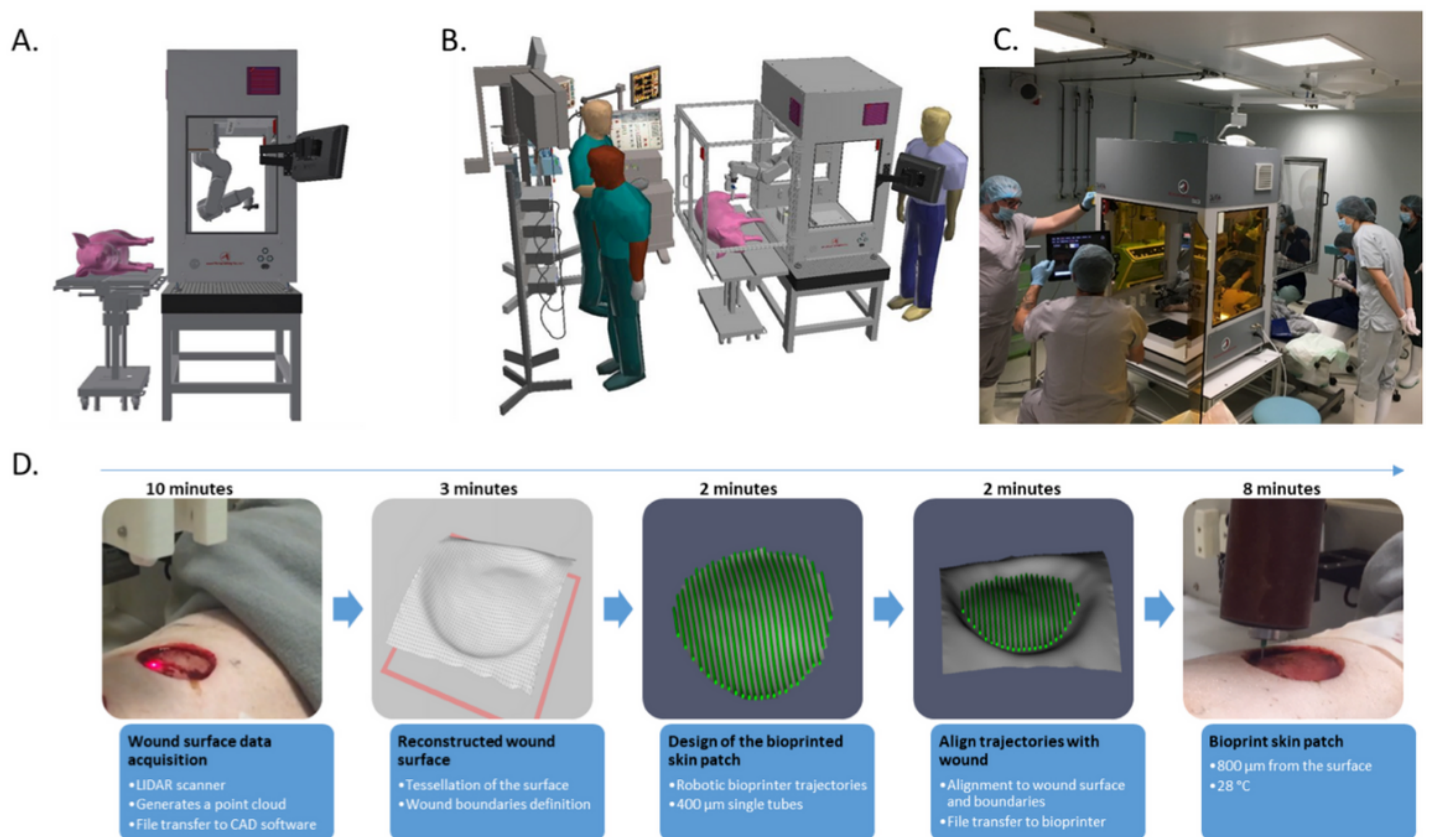 A.
B.
C.
D.
10 minutes
3 minutes
2 minutes
2 minutes
8 minutes
Wound surface data
acquisition
•LIDAR scanner
•Generates a point cloud
•File transfer to CAD software
Reconstructed wound
surface
•Tessellation of the surface
•Wound boundaries definition
Design of the bioprinted
skin patch
•Robotic bioprinter trajectories
•400 µm single tubes
Align trajectories with
wound
•Alignment to wound surface
and boundaries
•File transfer to bioprinter
Bioprint skin patch
•800 µm from the surface
•28 °C